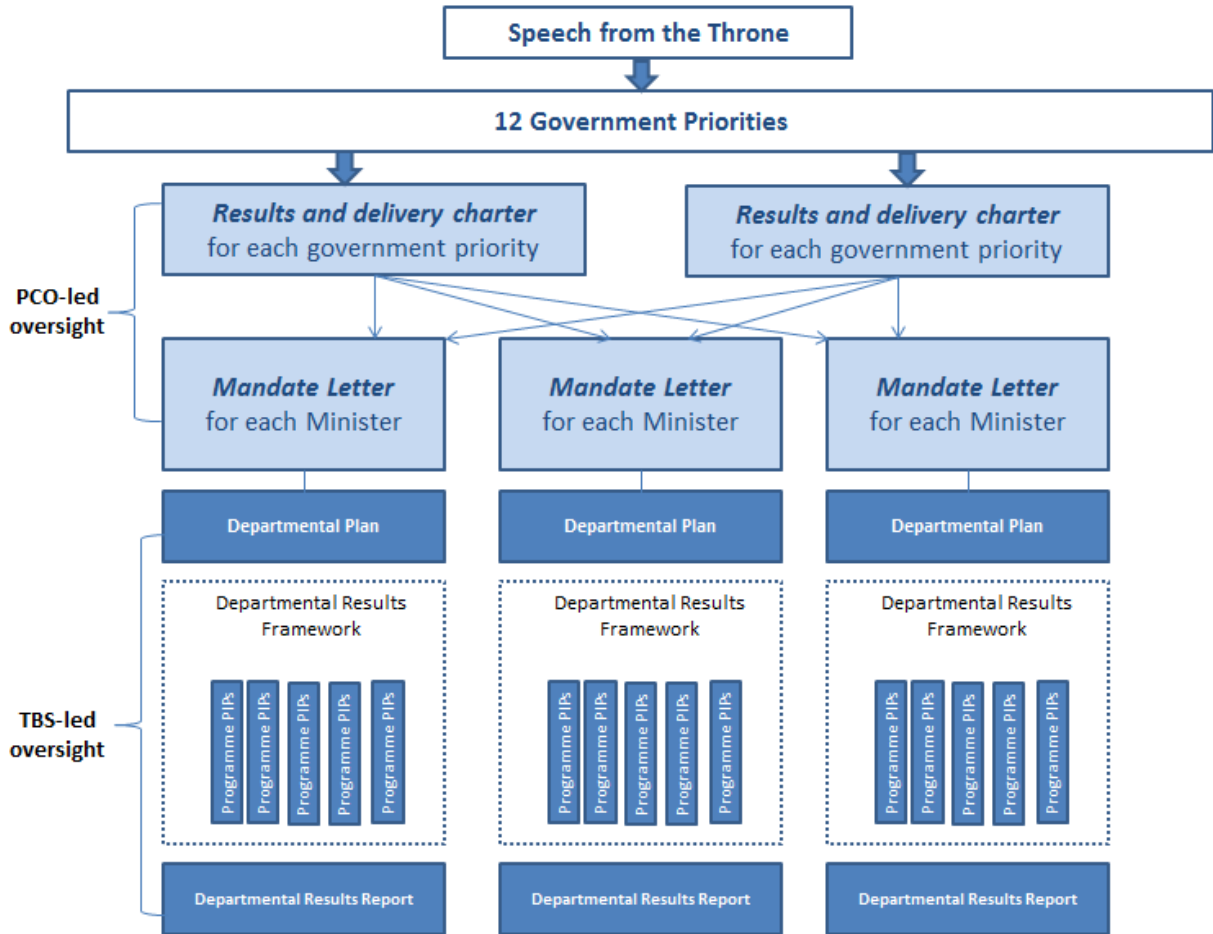 Speech from the Throne
12 Government Priorities
Results and delivery charter
for each government priority
Results and delivery charter
for each government priority
PCO-led
oversight
Mandate Letter
for each Minister
Mandate Letter
for each Minister
Mandate Letter
for each Minister
Departmental Plan
Departmental Plan
Departmental Plan
TBS-led
oversight
Departmental Results
Framework
Programme PIPs
Programme PIPs
Programme PIPs
Programme PIPs
Programme PIPs
Departmental Results
Framework
Programme PIPs
Programme PIPs
Programme PIPs
Programme PIPs
Programme PIPs
Departmental Results
Framework
Programme PIPs
Programme PIPs
Programme PIPs
Programme PIPs
Programme PIPs
Departmental Results Report
Departmental Results Report
Departmental Results Report